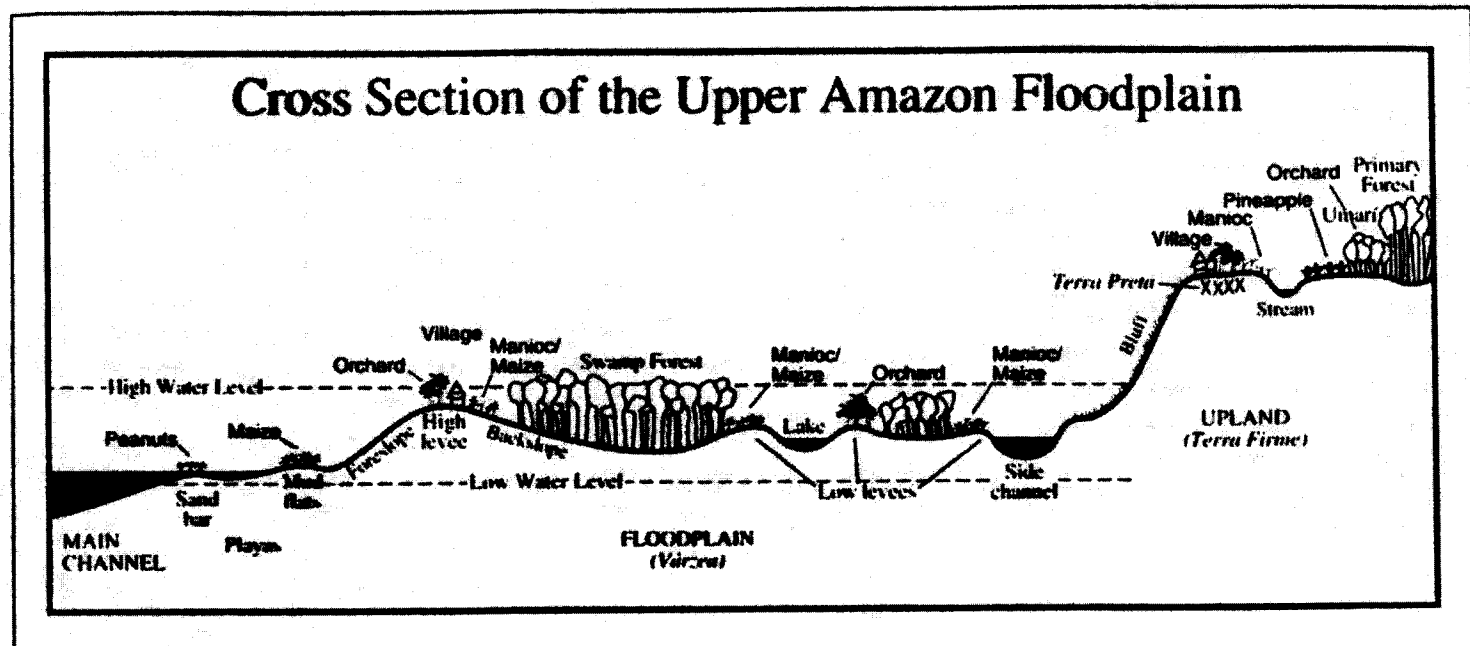 Cross Section of the Upper Amazon Floodplain
Orchard
Primary
Forest
Pineapple
Umarí
Manioc
Village
Terra Preta
XXXX
Stream
Bluff
Village
Orchard
Manioc/
Maize
Swamp Forest
Manioc/
Maize
Orchard
Manioc/
Maize
High Water Level
UPLAND
(Terra Firme)
Peanuts
Maize
Foreslope
High
levee
Backslope
Lake
Low Water Level
Low levees
Side
channel
Sand
bar
Mud
flats
MAIN
CHANNEL
Playas
FLOODPLAIN
(Várzea)